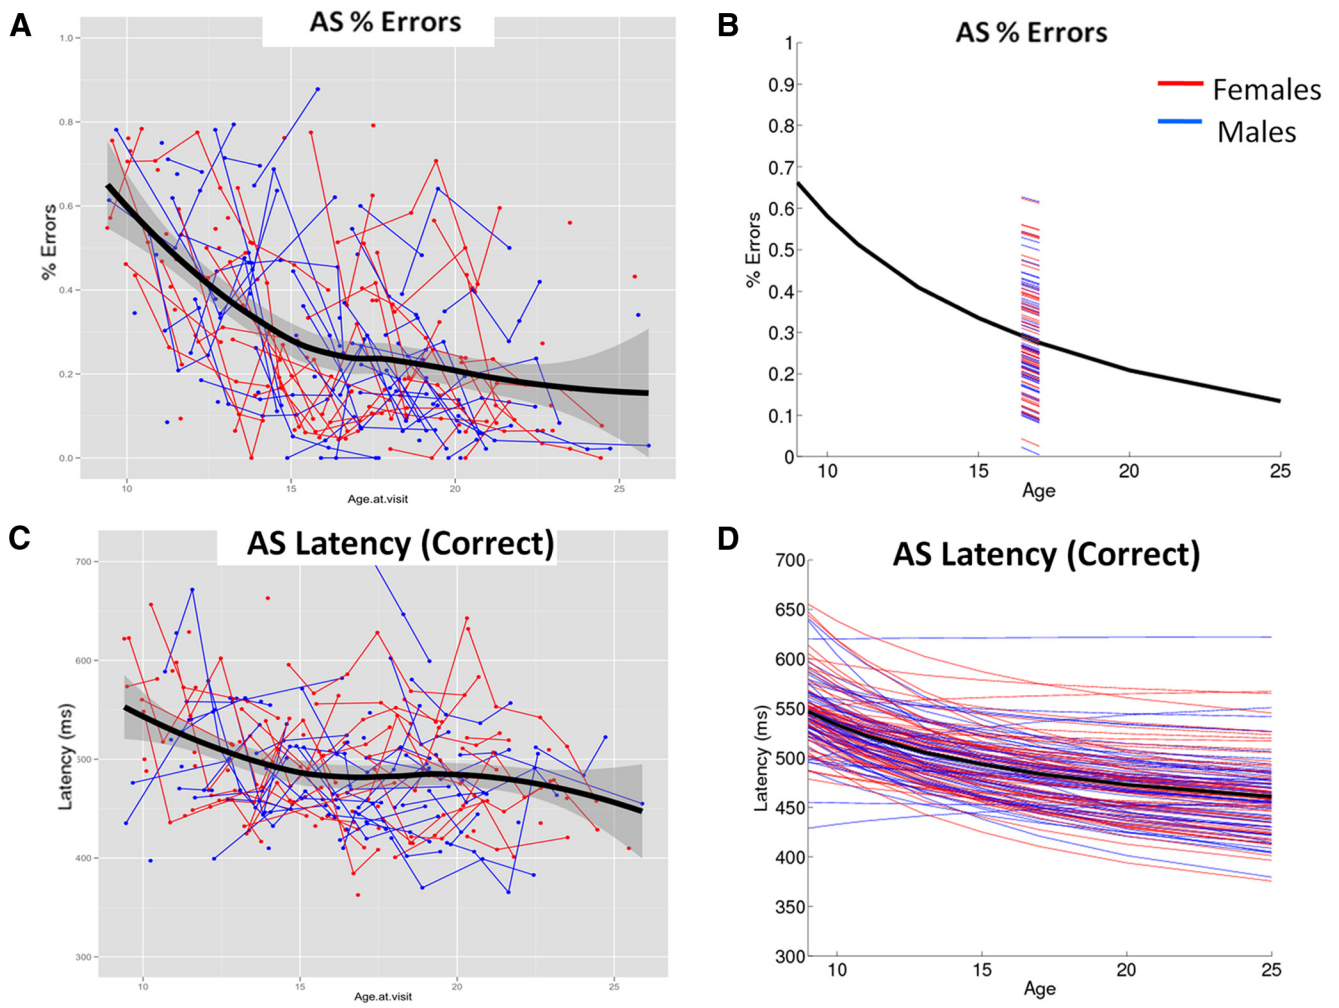 A
AS % Errors
1.0
0.8
0.6
0.4
0.2
0.0
% Errors
10
15
20
25
Age.at.visit
B
AS % Errors
Females
Males
1
0.9
0.8
0.7
0.6
0.5
0.4
0.3
0.2
0.1
0
% Errors
10
15
20
25
Age
C
AS Latency (Correct)
700
600
500
400
300
Latency (ms)
10
15
20
25
Age.at.visit
D
AS Latency (Correct)
700
650
600
550
500
450
400
350
300
Latency (ms)
10
15
20
25
Age